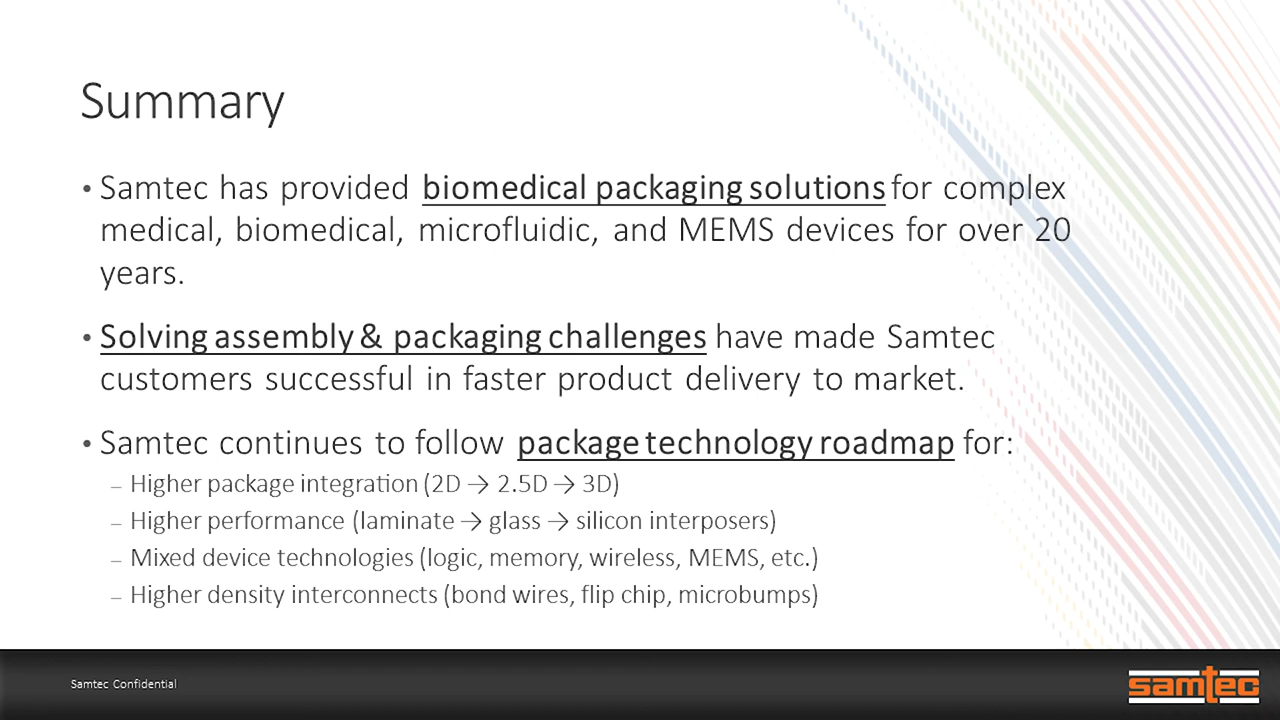 Summary
• Samtec has provided biomedical packaging solutions for complex
medical, biomedical, microfluidic, and MEMS devices for over 20
years.
• Solving assembly & packaging challenges have made Samtec
customers successful in faster product delivery to market.
• Samtec continues to follow package technology roadmap for:
– Higher package integration (2D → 2.5D → 3D)
– Higher performance (laminate → glass → silicon interposers)
– Mixed device technologies (logic, memory, wireless, MEMS, etc.)
– Higher density interconnects (bond wires, flip chip, microbumps)
Samtec Confidential
samtec